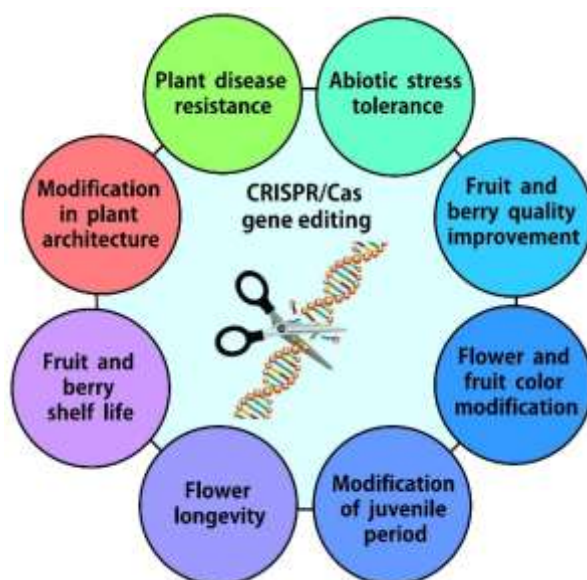 Plant disease
resistance
Abiotic stress
tolerance
Modification
in plant
architecture
CRISPR/Cas
gene editing
Fruit and
berry quality
improvement
Fruit and
berry
shelf life
Flower and
fruit color
modification
Flower
longevity
Modification
of juvenile
period